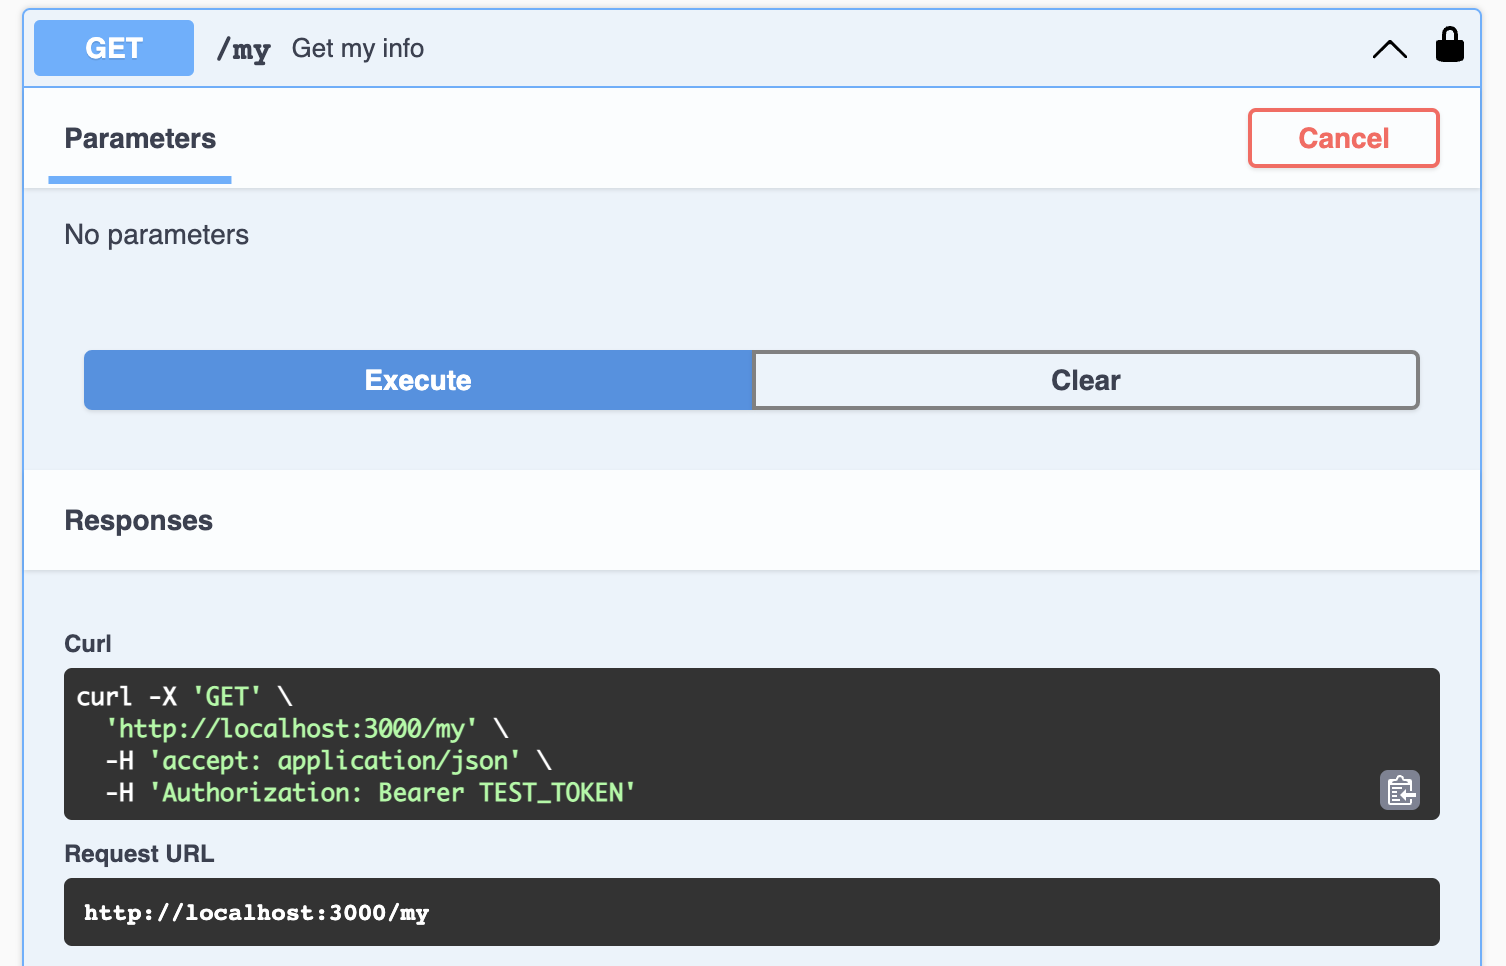 GET /my Get my info
Parameters
Cancel
No parameters
Execute
Clear
Responses
Curl
curl -X 'GET' \
  'http://localhost:3000/my' \
  -H 'accept: application/json' \
  -H 'Authorization: Bearer TEST_TOKEN'
Request URL
http://localhost:3000/my